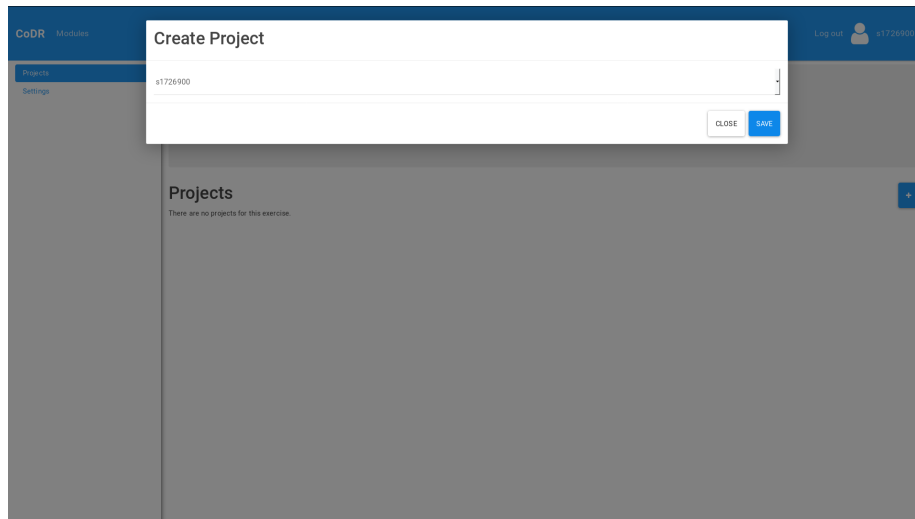 CoDR Modules
Create Project
Log out s1726900
Projects
Settings
s1726900
CLOSE SAVE
Projects
+
There are no projects for this exercise.